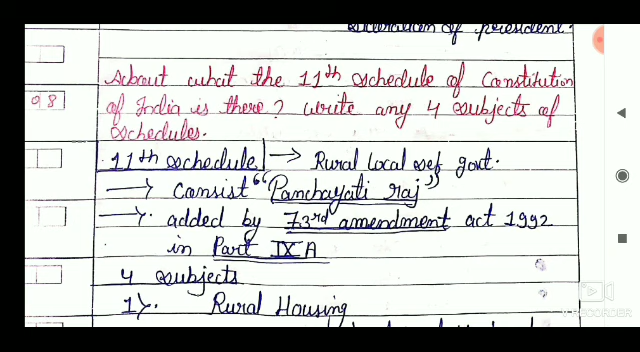 of president.
About what the 11th schedule of Constitution
Q8 of India is there? write any 4 subjects of
schedules.
11th schedule → Rural local self govt.
→ Consist "Panchayati raj"
→. added by 73rd amendment act 1992
in Part IX A
4 subjects
1). Rural Housing
V RECORDER